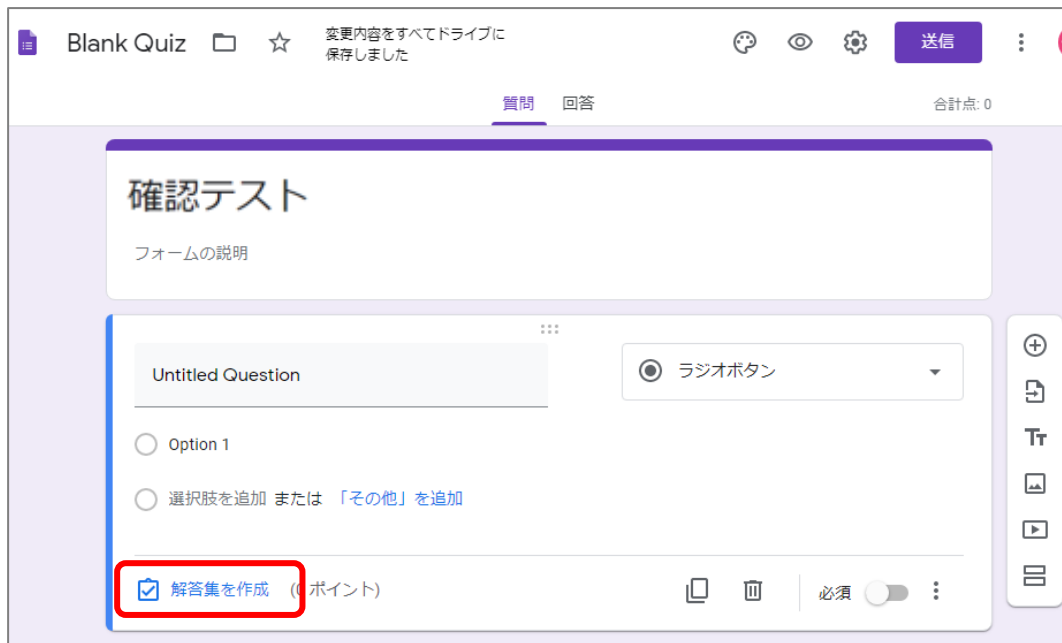 Blank Quiz
変更内容をすべてドライブに
保存しました
送信
質問 回答
合計点: 0
確認テスト
フォームの説明
Untitled Question
ラジオボタン
Option 1
選択肢を追加 または 「その他」を追加
Tт
解答集を作成 (0 ポイント)
必須